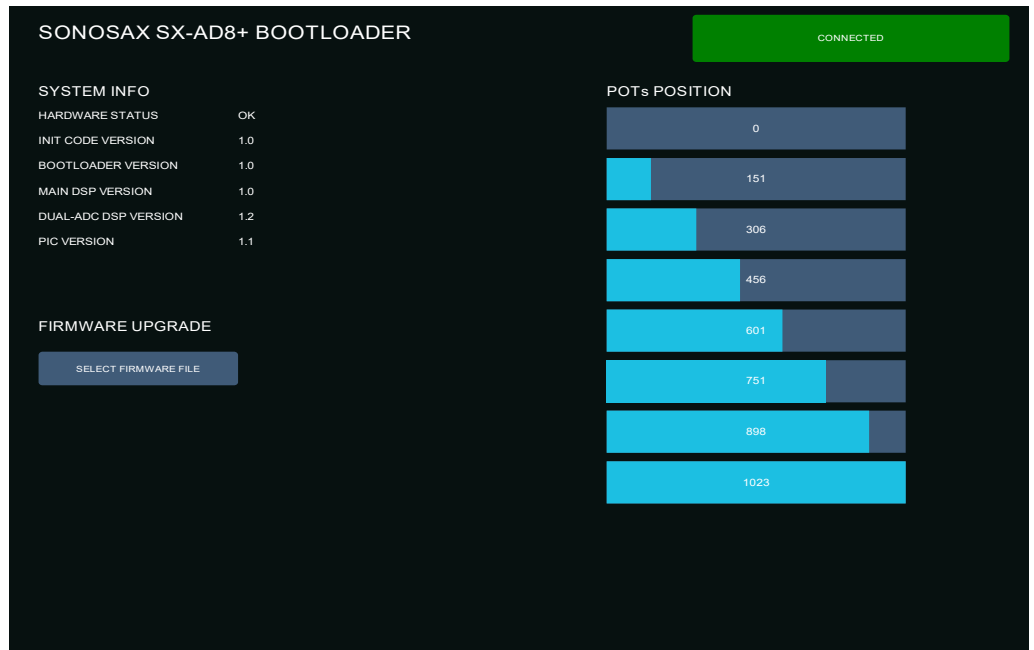 SONOSAX SX-AD8+ BOOTLOADER
CONNECTED
SYSTEM INFO
HARDWARE STATUS OK
INIT CODE VERSION 1.0
BOOTLOADER VERSION 1.0
MAIN DSP VERSION 1.0
DUAL-ADC DSP VERSION 1.2
PIC VERSION 1.1
FIRMWARE UPGRADE
SELECT FIRMWARE FILE
POTs POSITION
0
151
306
456
601
751
898
1023